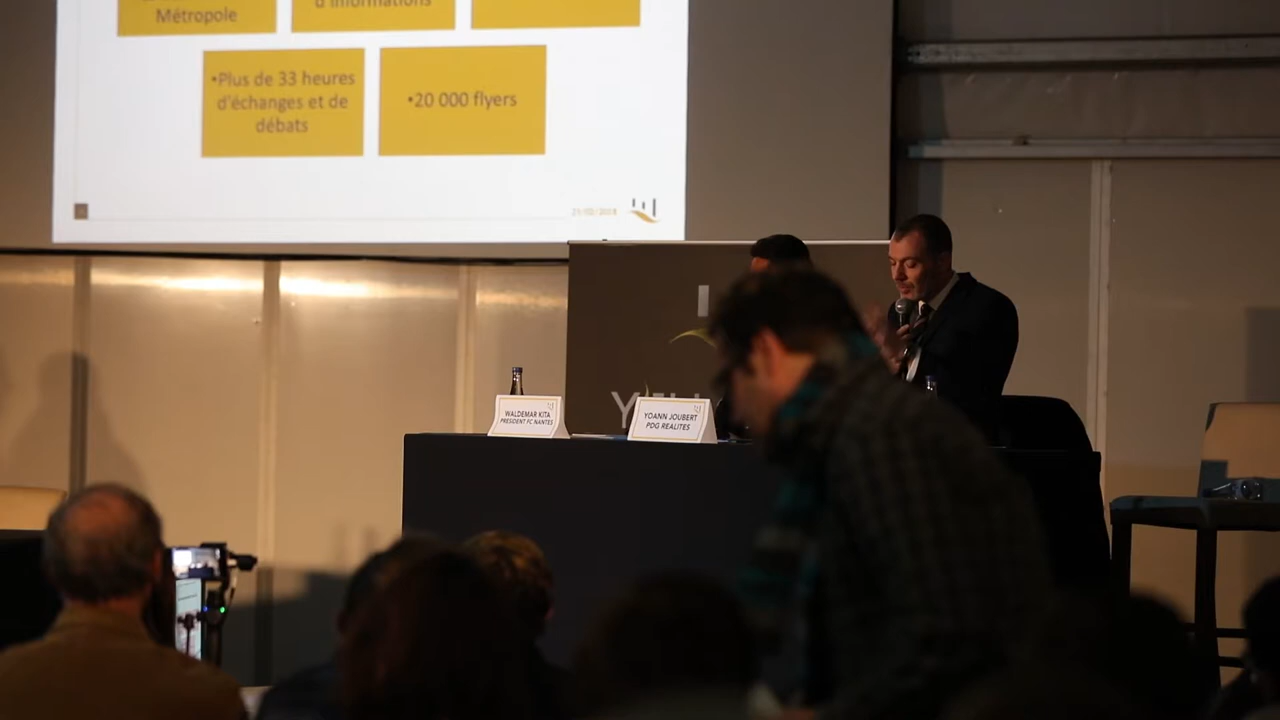 Métropole
d'informations
•Plus de 33 heures
d'échanges et de
débats
•20 000 flyers
WALDEMAR KITA
PRESIDENT FC NANTES
YOANN JOUBERT
PDG REALITES